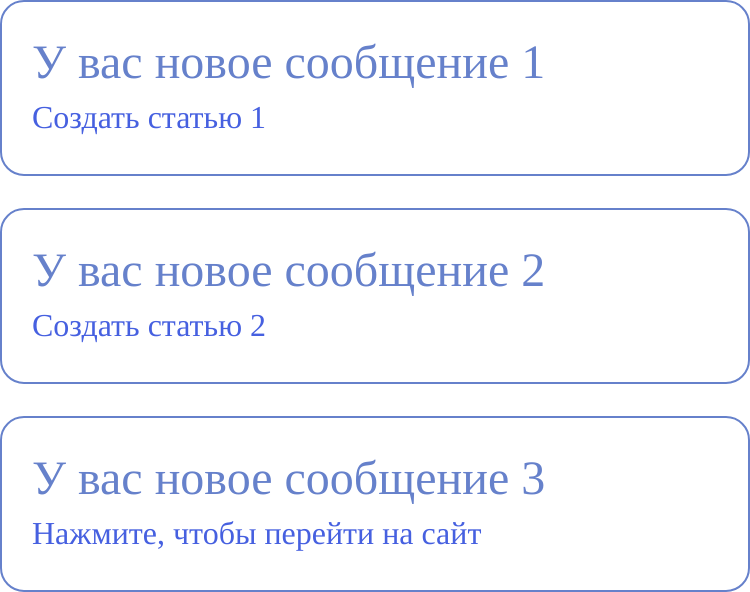 У вас новое сообщение 1
Создать статью 1
У вас новое сообщение 2
Создать статью 2
У вас новое сообщение 3
Нажмите, чтобы перейти на сайт